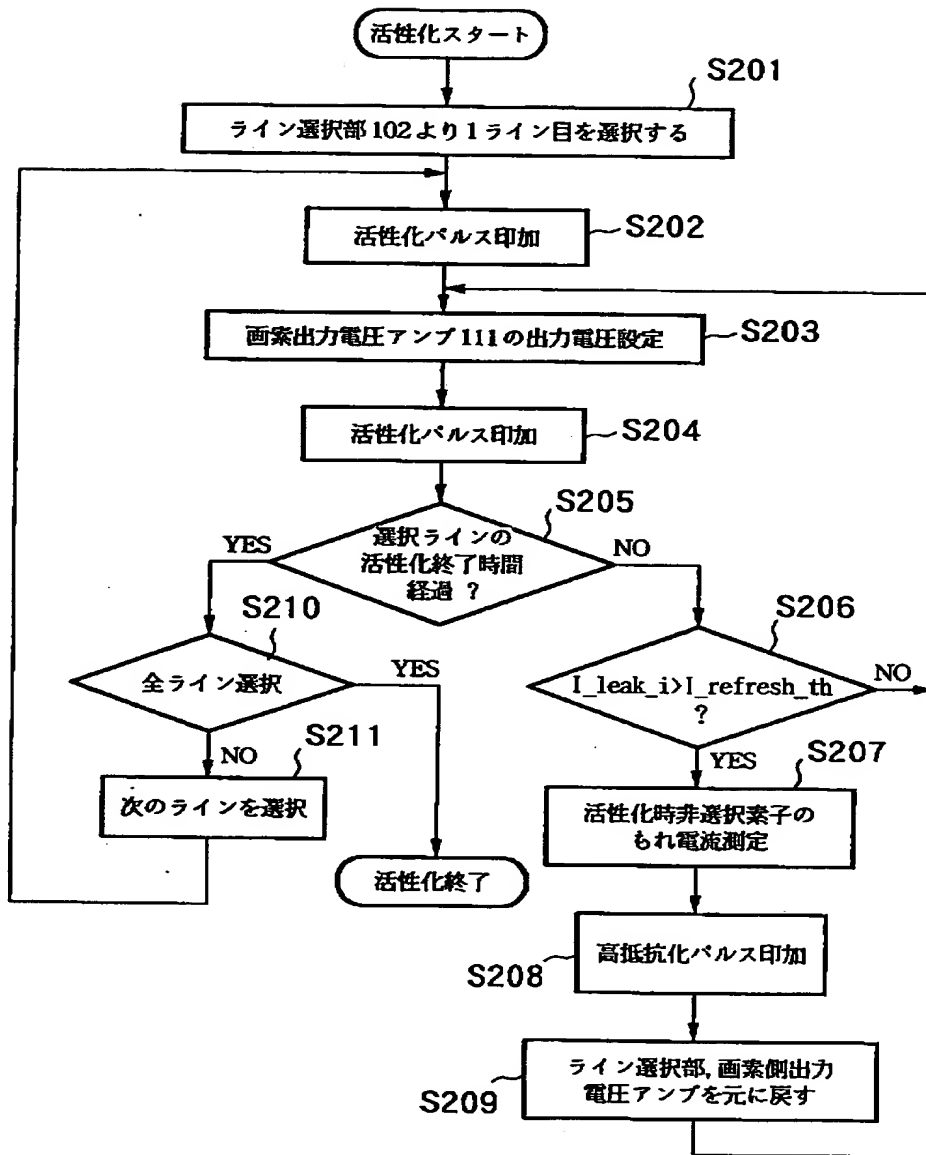 活性化スタート
S201
ライン選択部102より1ライン目を選択する
活性化パルス印加
S202
画素出力電圧アンプ111の出力電圧設定
S203
活性化パルス印加
S204
S205
選択ラインの
活性化終了時間
経過 ?
YES
NO
S210
全ライン選択
YES
S206
I_leak_i>I_refresh_th
?
NO
NO
S211
次のラインを選択
活性化終了
YES
S207
活性化時非選択素子の
もれ電流測定
高抵抗化パルス印加
S208
ライン選択部,画素側出力
電圧アンプを元に戻す
S209